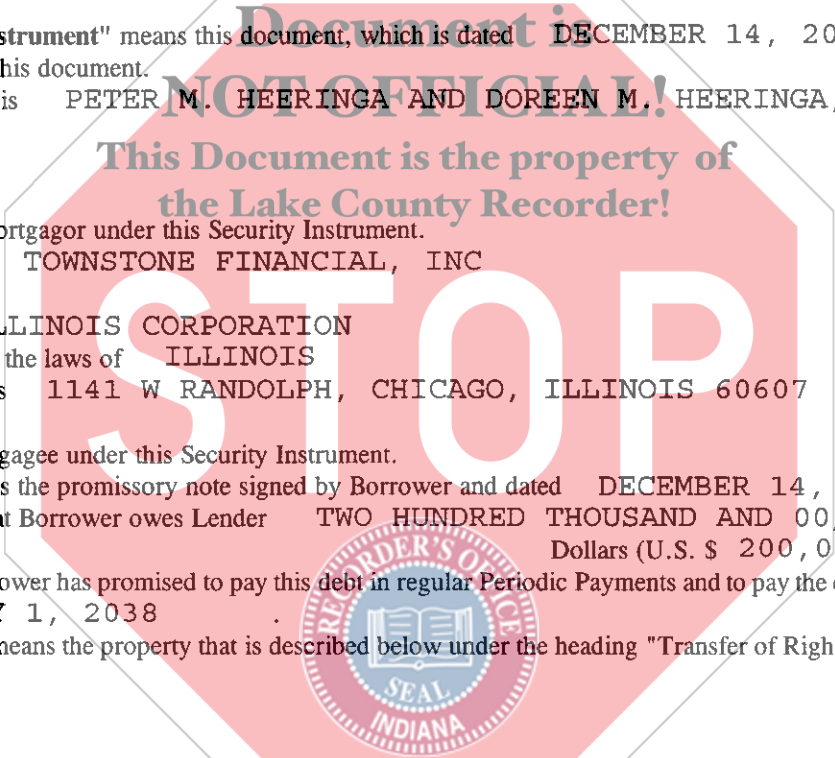 Document is
strument" means this document, which is dated DECEMBER 14, 20
his document.
NOT OFFICIAL!
is PETER M. HEERINGA AND DOREEN M. HEERINGA,
This Document is the property of
the Lake County Recorder!
ortgagor under this Security Instrument.
TOWNSTONE FINANCIAL, INC
STOP
LLINOIS CORPORATION
the laws of ILLINOIS
s 1141 W RANDOLPH, CHICAGO, ILLINOIS 60607
gagee under this Security Instrument.
s the promissory note signed by Borrower and dated DECEMBER 14,
at Borrower owes Lender TWO HUNDRED THOUSAND AND 00
Dollars (U.S. $ 200,0
ower has promised to pay this debt in regular Periodic Payments and to pay the
Y 1, 2038 .
means the property that is described below under the heading "Transfer of Righ
RECORDER'S OFFICE
SEAL
INDIANA